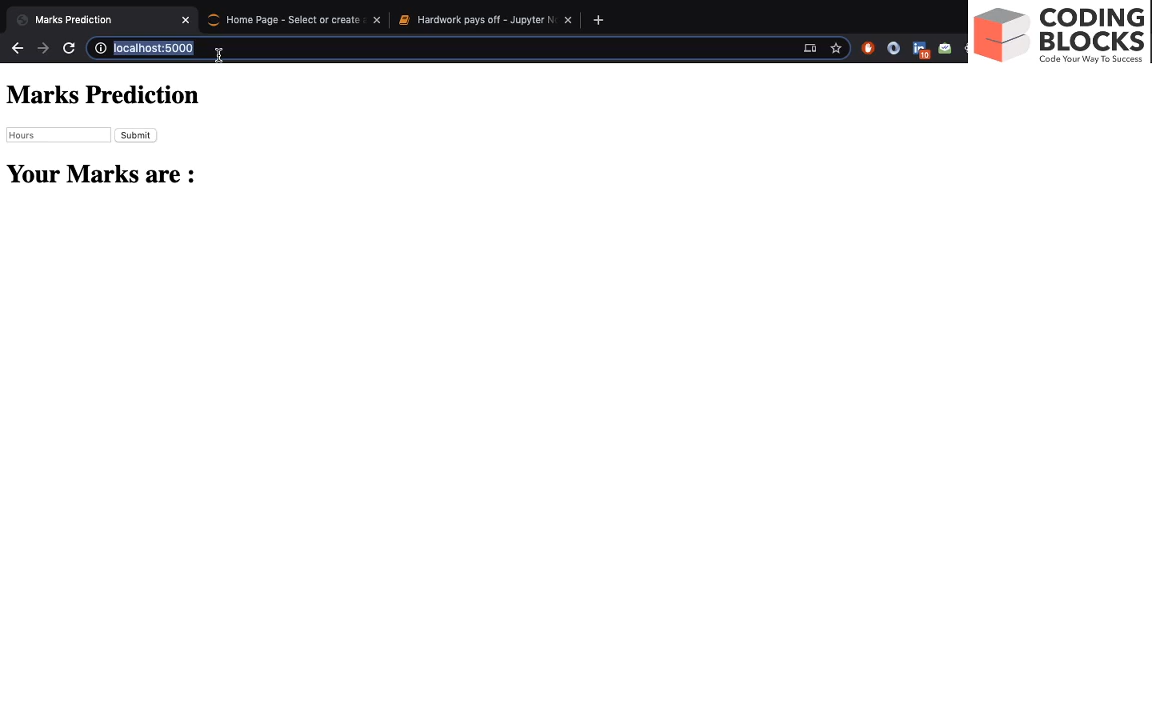 Marks Prediction
Home Page - Select or create a
Hardwork pays off - Jupyter N
localhost:5000
10
CODING
BLOCKS
Code Your Way To Success
Marks Prediction
Hours
Submit
Your Marks are :